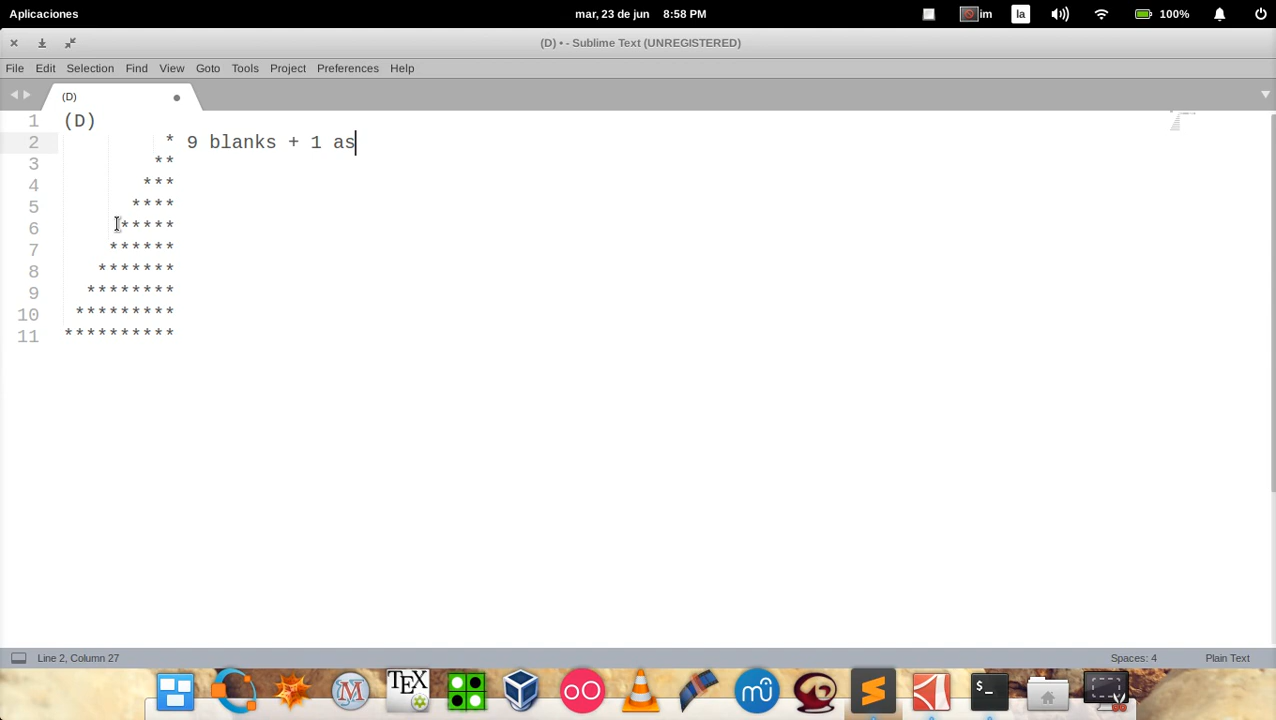 Aplicaciones
mar, 23 de jun 8:58 PM
im
la
100%
(D) • - Sublime Text (UNREGISTERED)
File Edit Selection Find View Goto Tools Project Preferences Help
(D)
1 (D)
2          * 9 blanks + 1 as
3         **
4        ***
5       ****
6      *****
7     ******
8    *******
9   ********
10  *********
11 **********
Line 2, Column 27
Spaces: 4
Plain Text
TEX
mu
>_